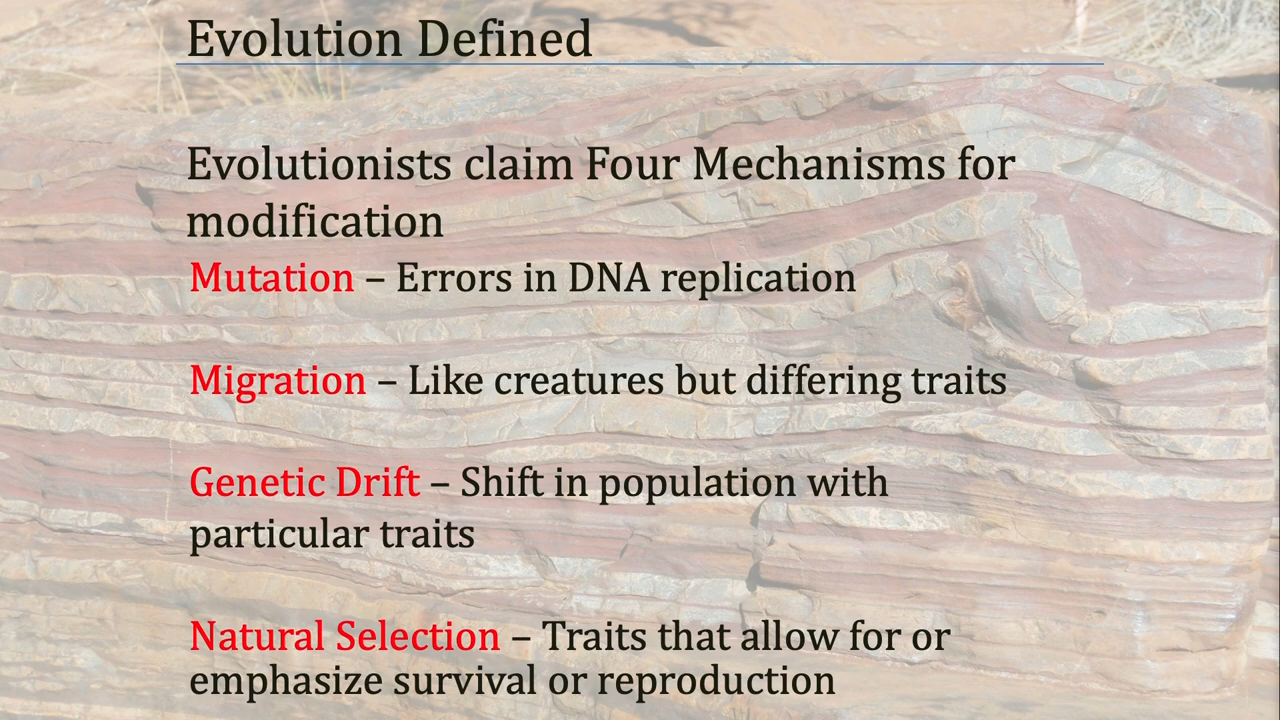 Evolution Defined
Evolutionists claim Four Mechanisms for
modification
Mutation – Errors in DNA replication
Migration – Like creatures but differing traits
Genetic Drift – Shift in population with
particular traits
Natural Selection – Traits that allow for or
emphasize survival or reproduction